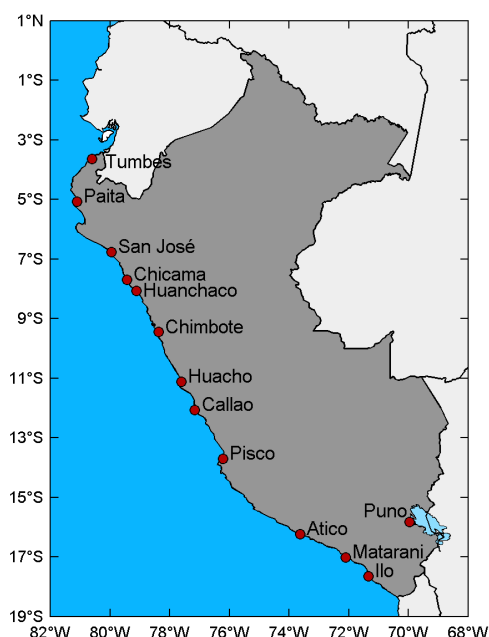 1°N
1°S
3°S
Tumbes
5°S
Paita
7°S
San José
Chicama
Huanchaco
9°S
Chimbote
11°S
Huacho
Callao
13°S
Pisco
15°S
Puno
Atico
17°S
Matarani
Ilo
19°S
82°W 80°W 78°W 76°W 74°W 72°W 70°W 68°W